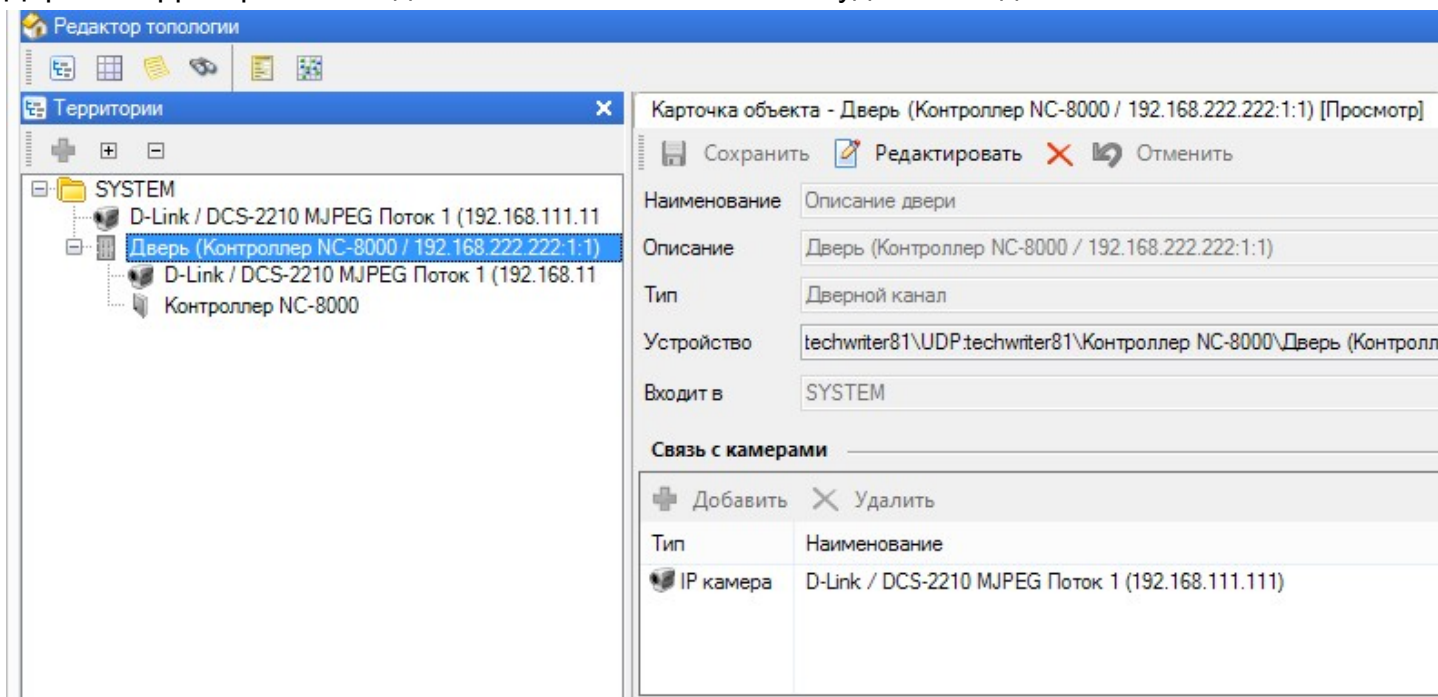 Редактор топологии
Территории
SYSTEM
D-Link / DCS-2210 MJPEG Поток 1 (192.168.111.11
Дверь (Контроллер NC-8000 / 192.168.222.222:1:1)
D-Link / DCS-2210 MJPEG Поток 1 (192.168.11
Контроллер NC-8000
Карточка объекта - Дверь (Контроллер NC-8000 / 192.168.222.222:1:1) [Просмотр]
Сохранить Редактировать Отменить
Наименование Описание двери
Описание Дверь (Контроллер NC-8000 / 192.168.222.222:1:1)
Тип Дверной канал
Устройство techwriter81\UDP:techwriter81\Контроллер NC-8000\Дверь (Контролл
Входит в SYSTEM
Связь с камерами
Добавить Удалить
Тип Наименование
IP камера D-Link / DCS-2210 MJPEG Поток 1 (192.168.111.111)